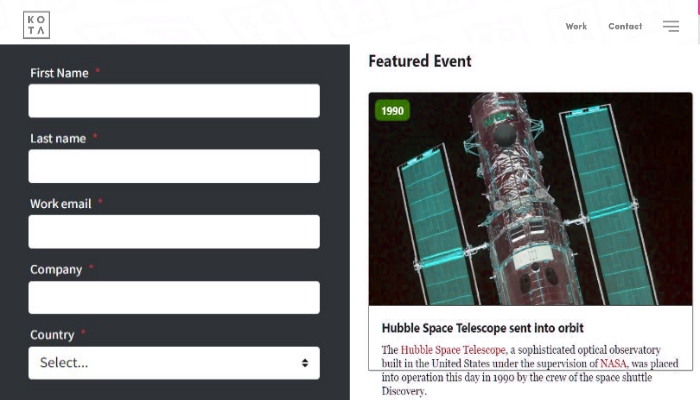 KO
TA
Work
Contact
First Name *
Last name *
Work email *
Company *
Country *
Select...
Featured Event
1990
Hubble Space Telescope sent into orbit
The Hubble Space Telescope, a sophisticated optical observatory
built in the United States under the supervision of NASA, was placed
into operation this day in 1990 by the crew of the space shuttle
Discovery.